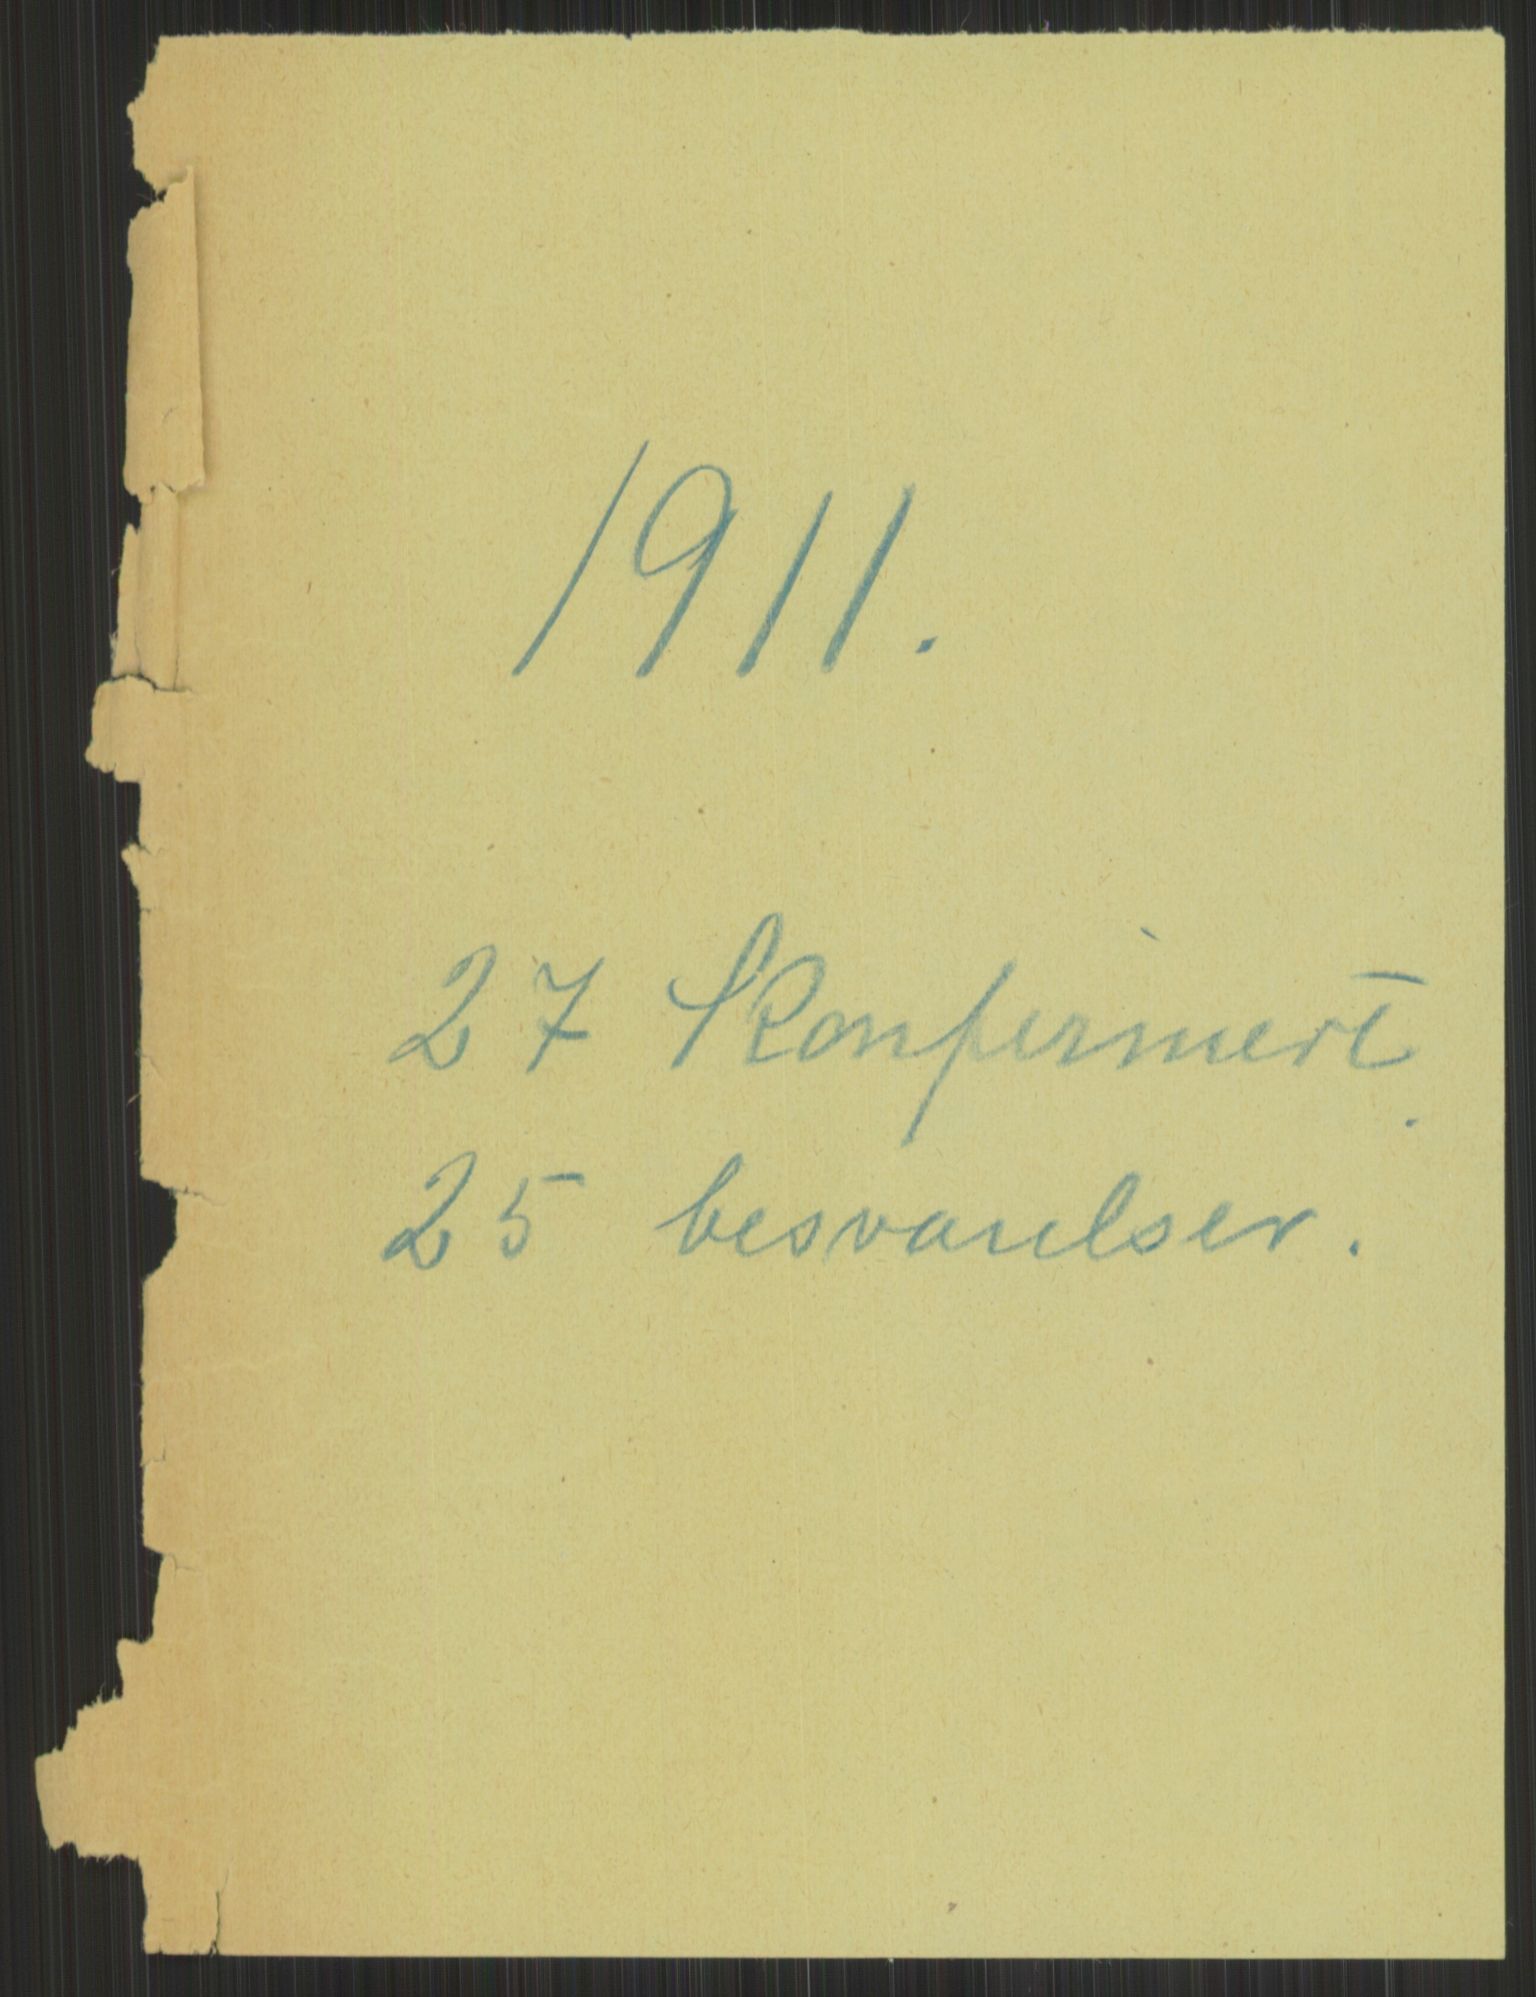 1911.
27 Konfirmert.
25 besvarelser.